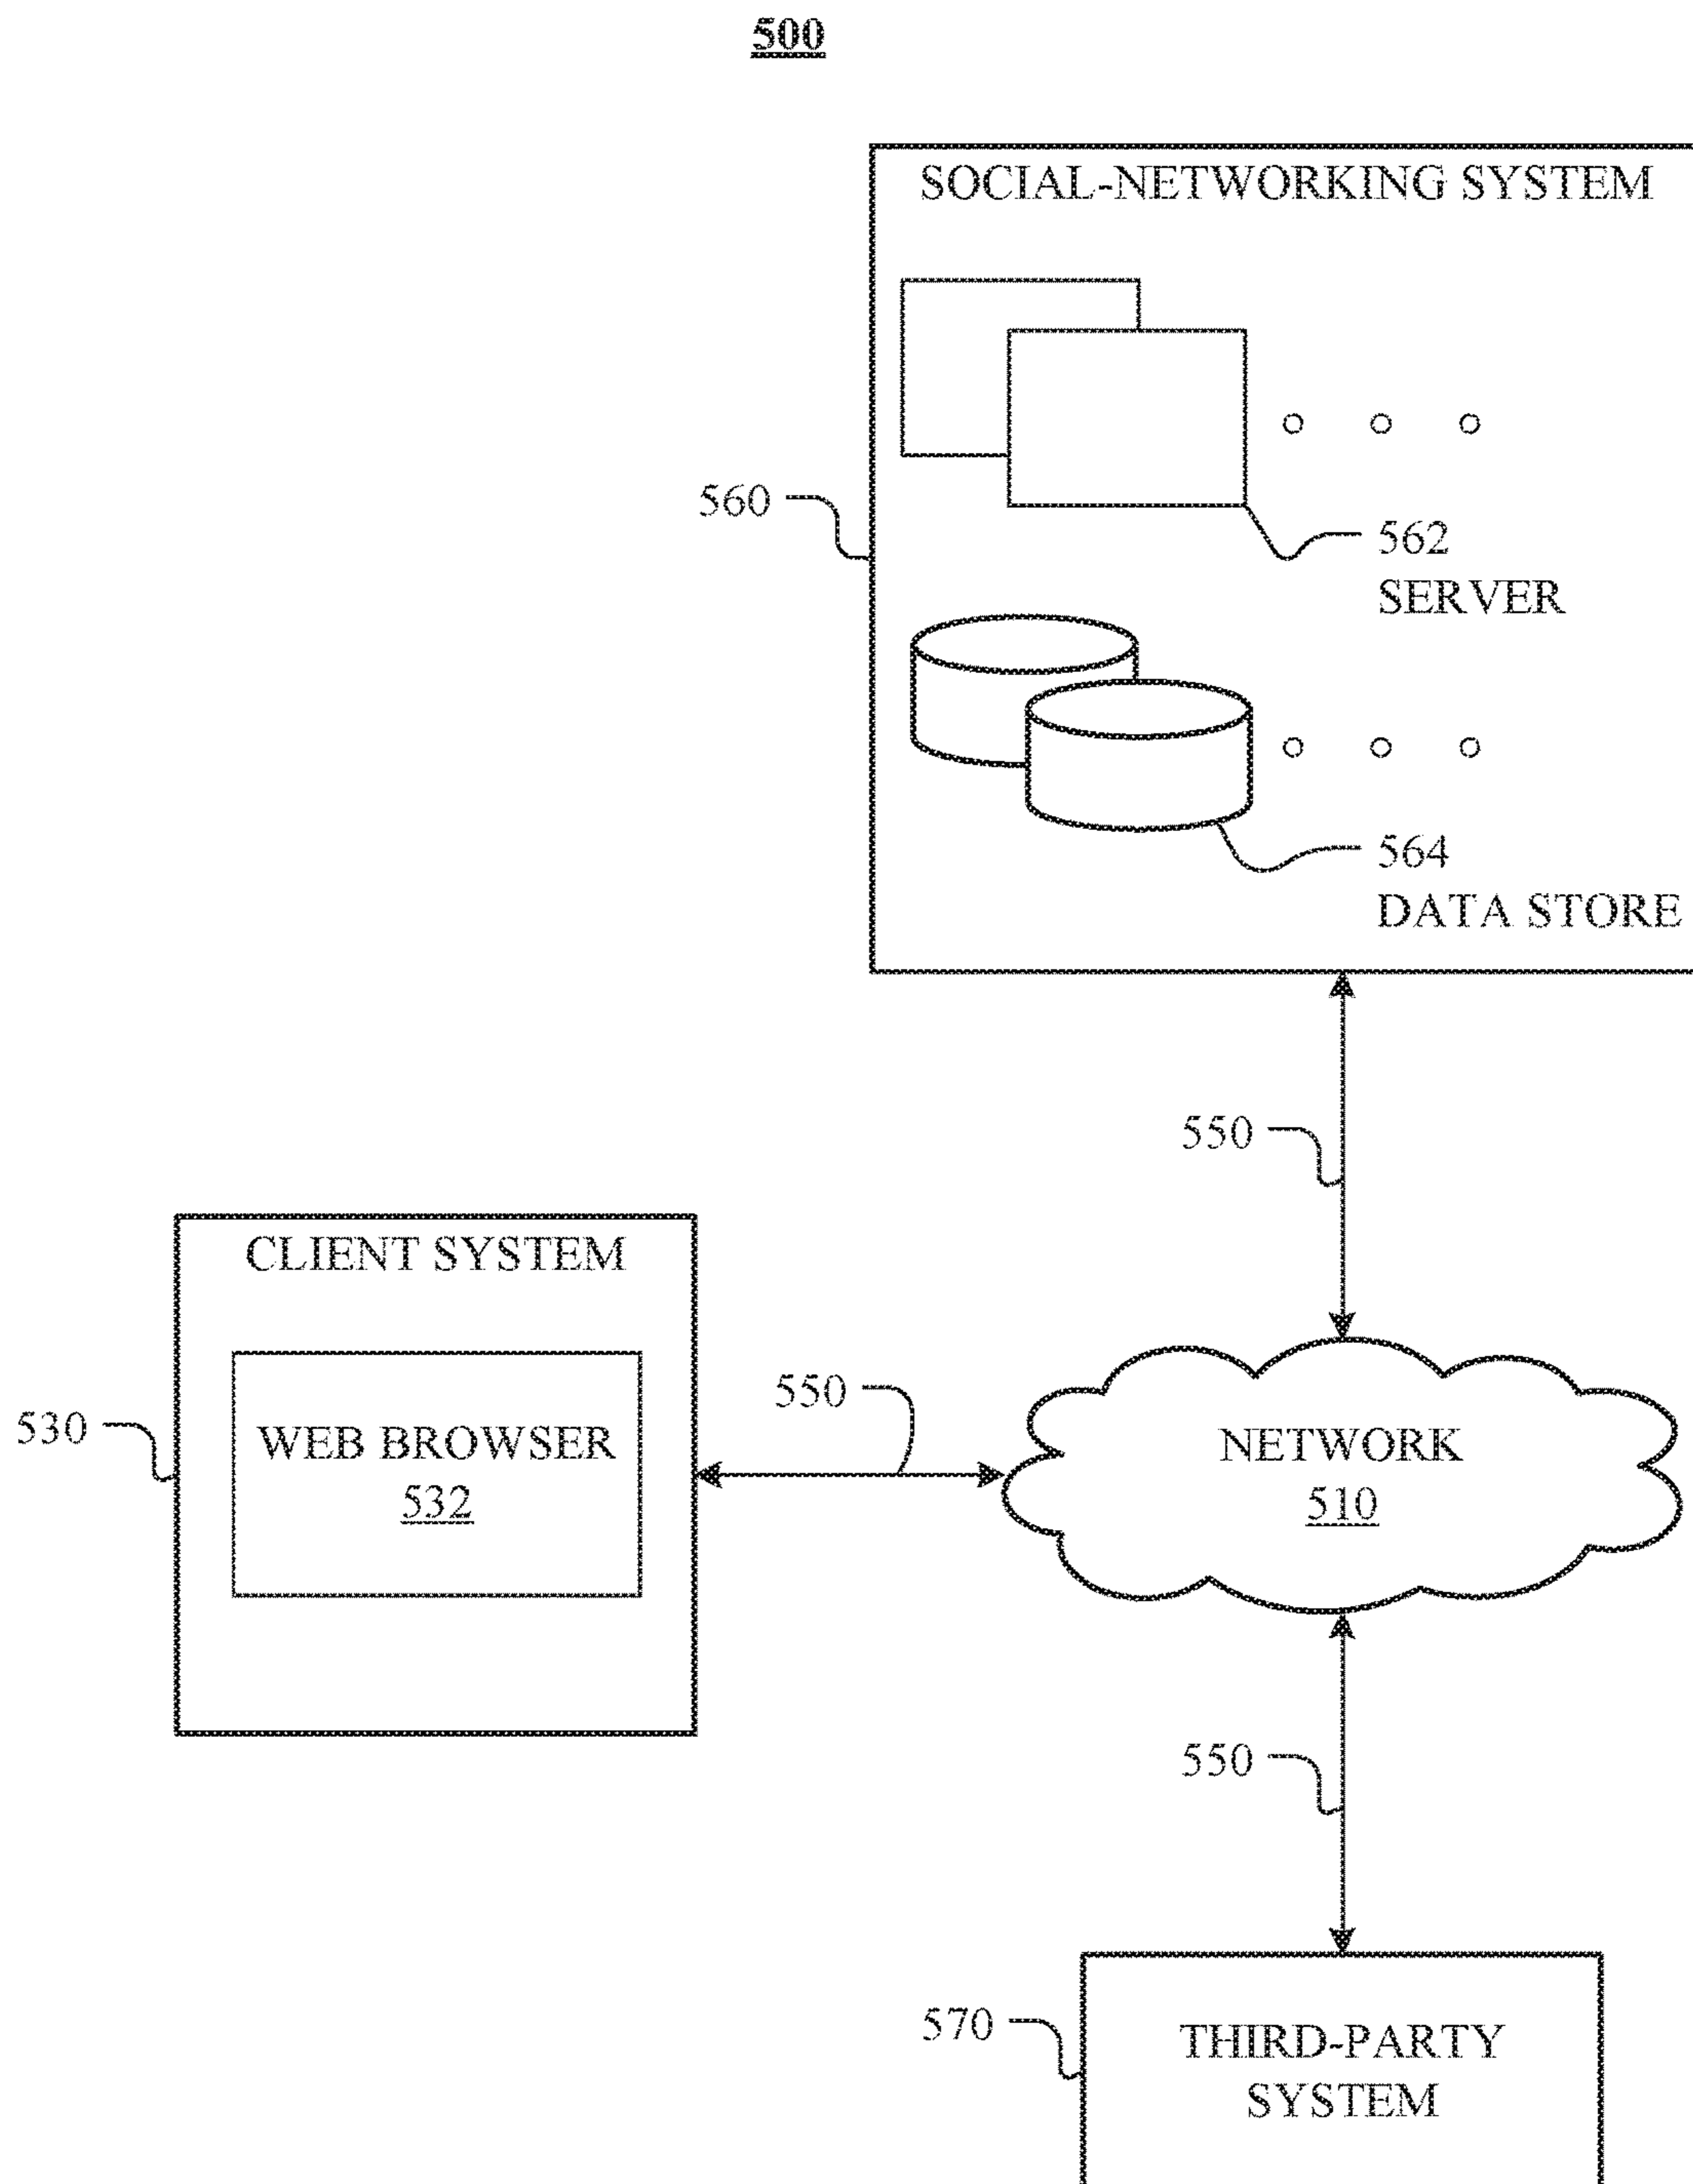 500
SOCIAL-NETWORKING SYSTEM
560
562
SERVER
564
DATA STORE
550
CLIENT SYSTEM
WEB BROWSER
532
530
550
NETWORK
510
550
570
THIRD-PARTY
SYSTEM